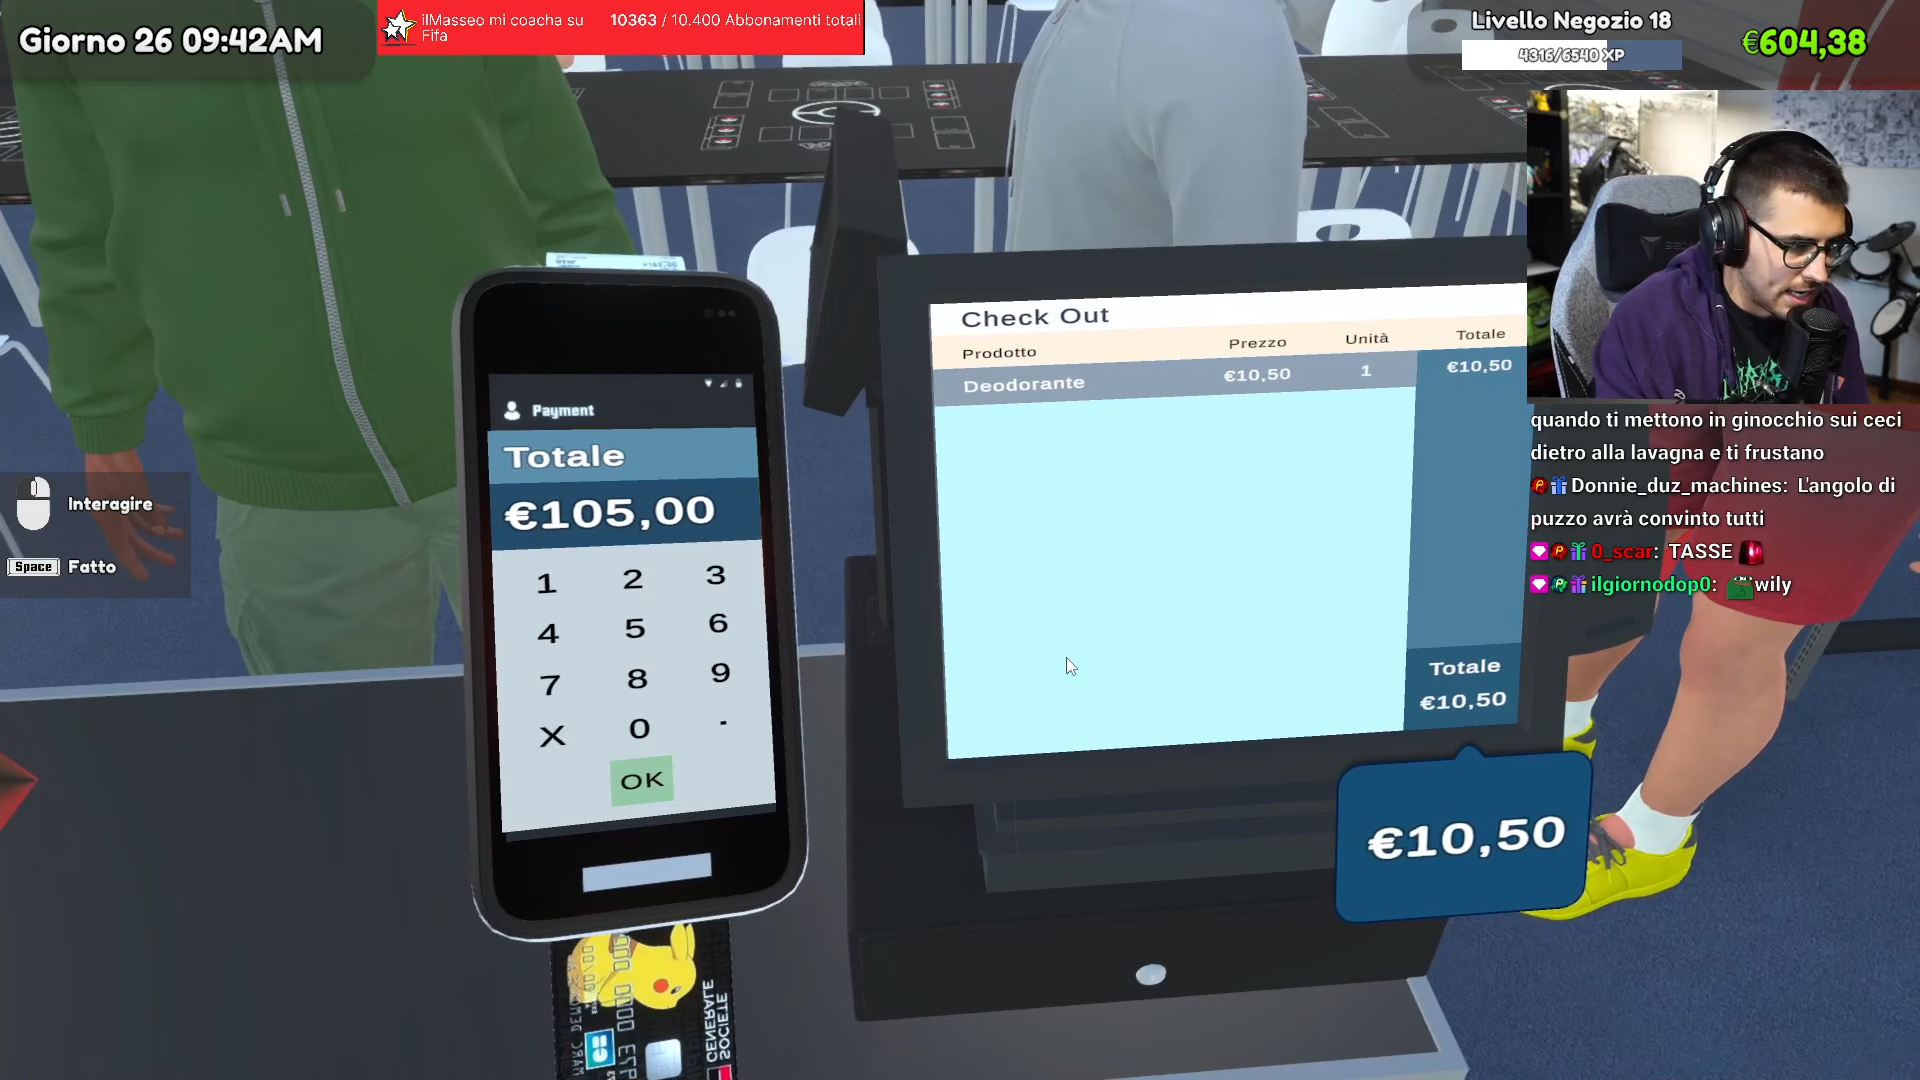 Giorno 26 09:42AM
ilMasseo mi coacha su Fifa
10363 / 10.400 Abbonamenti totali
Livello Negozio 18
4316/6540 XP
€604,38
Interagire
Space Fatto
Payment
Totale
€105,00
1 2 3
4 5 6
7 8 9
X 0 .
OK
Check Out
Prodotto Prezzo Unità Totale
Deodorante €10,50 1 €10,50
Totale
€10,50
€10,50
quando ti mettono in ginocchio sui ceci
dietro alla lavagna e ti frustano
Donnie_duz_machines: L'angolo di
puzzo avrà convinto tutti
0_scar: TASSE
ilgiornodop0: wily
SOCIETE
GENERALE
CB